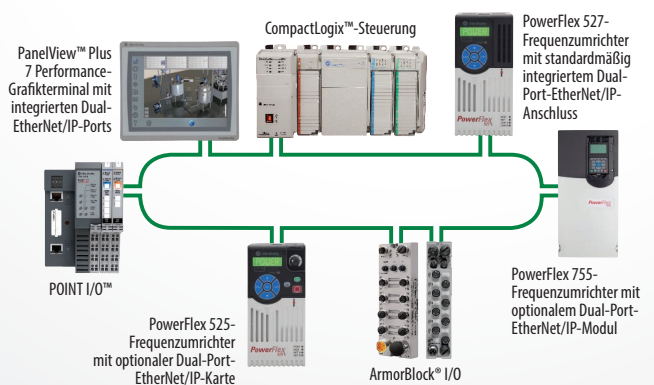 PanelView™ Plus
7 Performance-
Grafikterminal mit
integrierten Dual-
EtherNet/IP-Ports
CompactLogix™-Steuerung
PowerFlex 527-
Frequenzumrichter
mit standardmäßig
integriertem Dual-
Port-EtherNet/IP-
Anschluss
POWER
PowerFlex
PowerFlex
POINT I/O™
POWER
PowerFlex
PowerFlex 525-
Frequenzumrichter
mit optionaler Dual-Port-
EtherNet/IP-Karte
ArmorBlock® I/O
PowerFlex 755-
Frequenzumrichter mit
optionalem Dual-Port-
EtherNet/IP-Modul